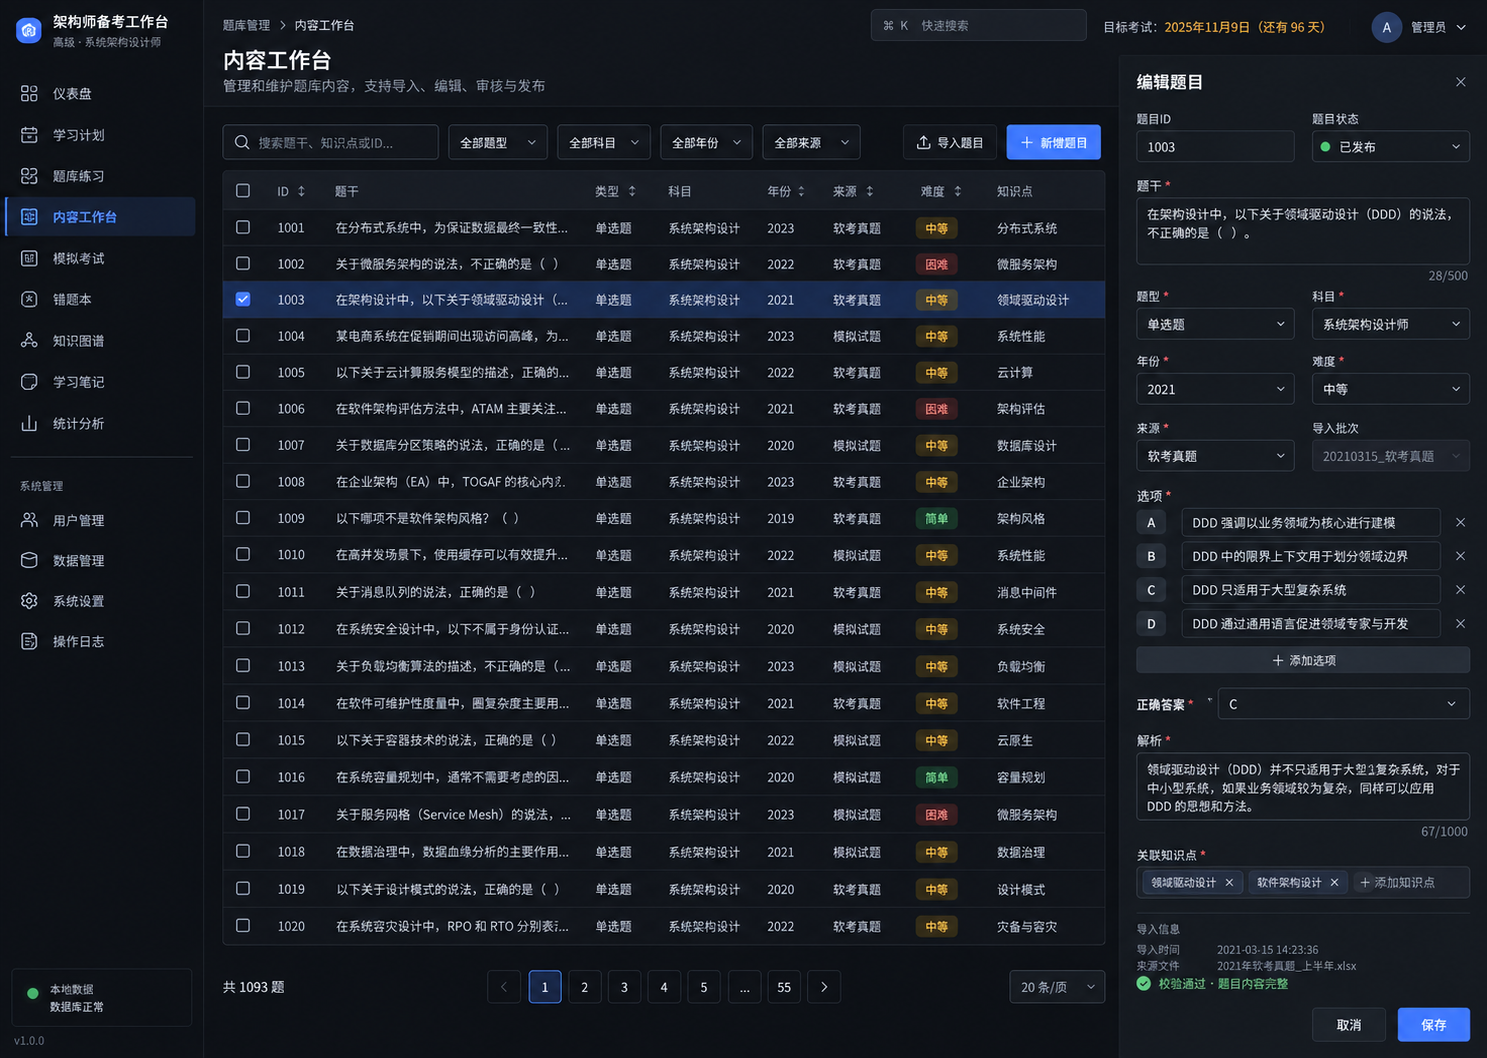 架构师备考工作台
高级·系统架构设计师
仪表盘
学习计划
题库练习
内容工作台
模拟考试
错题本
知识图谱
学习笔记
统计分析
系统管理
用户管理
数据管理
系统设置
操作日志
本地数据
数据库正常
v1.0.0
题库管理 > 内容工作台
⌘ K 快速搜索
目标考试：2025年11月9日（还有 96 天）
A 管理员
内容工作台
管理和维护题库内容，支持导入、编辑、审核与发布
搜索题干、知识点或ID... 全部题型 全部科目 全部年份 全部来源 导入题目 + 新增题目
ID 题干 类型 科目 年份 来源 难度 知识点
1001 在分布式系统中，为保证数据最终一致性... 单选题 系统架构设计 2023 软考真题 中等 分布式系统
1002 关于微服务架构的说法，不正确的是（ ） 单选题 系统架构设计 2022 软考真题 困难 微服务架构
1003 在架构设计中，以下关于领域驱动设计（... 单选题 系统架构设计 2021 软考真题 中等 领域驱动设计
1004 某电商系统在促销期间出现访问高峰，为... 单选题 系统架构设计 2023 模拟试题 中等 系统性能
1005 以下关于云计算服务模型的描述，正确的... 单选题 系统架构设计 2022 软考真题 中等 云计算
1006 在软件架构评估方法中，ATAM 主要关注... 单选题 系统架构设计 2021 软考真题 困难 架构评估
1007 关于数据库分区策略的说法，正确的是（ ... 单选题 系统架构设计 2020 模拟试题 中等 数据库设计
1008 在企业架构（EA）中，TOGAF 的核心内 单选题 系统架构设计 2023 软考真题 中等 企业架构
1009 以下哪项不是软件架构风格？（ ） 单选题 系统架构设计 2019 软考真题 简单 架构风格
1010 在高并发场景下，使用缓存可以有效提升... 单选题 系统架构设计 2022 模拟试题 中等 系统性能
1011 关于消息队列的说法，正确的是（ ） 单选题 系统架构设计 2021 软考真题 中等 消息中间件
1012 在系统安全设计中，以下不属于身份认证... 单选题 系统架构设计 2020 模拟试题 中等 系统安全
1013 关于负载均衡算法的描述，不正确的是（... 单选题 系统架构设计 2023 模拟试题 中等 负载均衡
1014 在软件可维护性度量中，圈复杂度主要用... 单选题 系统架构设计 2021 软考真题 中等 软件工程
1015 以下关于容器技术的说法，正确的是（ ） 单选题 系统架构设计 2022 模拟试题 中等 云原生
1016 在系统容量规划中，通常不需要考虑的因... 单选题 系统架构设计 2020 模拟试题 简单 容量规划
1017 关于服务网格（Service Mesh）的说法，... 单选题 系统架构设计 2023 软考真题 困难 微服务架构
1018 在数据治理中，数据血缘分析的主要作用... 单选题 系统架构设计 2021 模拟试题 中等 数据治理
1019 以下关于设计模式的说法，正确的是（ ） 单选题 系统架构设计 2020 软考真题 中等 设计模式
1020 在系统容灾设计中，RPO 和 RTO 分别表... 单选题 系统架构设计 2022 软考真题 中等 灾备与容灾
共 1093 题
< 1 2 3 4 5 ... 55 >
20 条/页
编辑题目
题目ID 题目状态
1003 已发布
题干 *
在架构设计中，以下关于领域驱动设计（DDD）的说法，
不正确的是（ ）。
28/500
题型 * 科目 *
单选题 系统架构设计师
年份 * 难度 *
2021 中等
来源 * 导入批次
软考真题 20210315_软考真题
选项 *
A DDD 强调以业务领域为核心进行建模
B DDD 中的限界上下文用于划分领域边界
C DDD 只适用于大型复杂系统
D DDD 通过通用语言促进领域专家与开发
+ 添加选项
正确答案 * C
解析 *
领域驱动设计（DDD）并不只适用于大型复杂系统，对于
中小型系统，如果业务领域较为复杂，同样可以应用
DDD 的思想和方法。
67/1000
关联知识点 *
领域驱动设计 × 软件架构设计 × + 添加知识点
导入信息
导入时间 2021-03-15 14:23:36
来源文件 2021年软考真题_上半年.xlsx
校验通过·题目内容完整
取消 保存